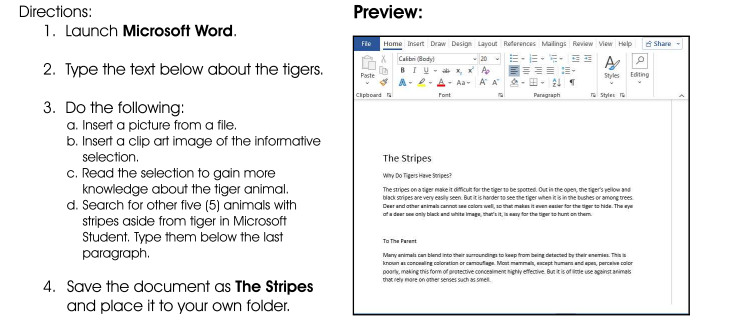 Directions:
1. Launch Microsoft Word.
2. Type the text below about the tigers.
3. Do the following:
a. Insert a picture from a file.
b. Insert a clip art image of the informative
selection.
c. Read the selection to gain more
knowledge about the tiger animal.
d. Search for other five (5) animals with
stripes aside from tiger in Microsoft
Student. Type them below the last
paragraph.
4. Save the document as The Stripes
and place it to your own folder.
Preview:
File Home Insert Draw Design Layout References Mailings Review View Help Share
Calibri (Body) 20
Paste
B I U ab x₂ x² A
A A Aa A A
Styles Editing
Clipboard Font Paragraph Styles
The Stripes
Why Do Tigers Have Stripes?
The stripes on a tiger make it difficult for the tiger to be spotted. Out in the open, the tiger's yellow and
black stripes are very easily seen. But it is harder to see the tiger when it is in the bushes or among trees.
Deer and other animals cannot see colors well, so that makes it even easier for the tiger to hide. The eye
of a deer see only black and white image, that's it, is easy for the tiger to hunt on them.
To The Parent
Many animals can blend into their surroundings to keep from being detected by their enemies. This is
known as concealing coloration or camouflage. Most mammals, except humans and apes, perceive color
poorly, making this form of protective concealment highly effective. But it is of little use against animals
that rely more on other senses such as smell.